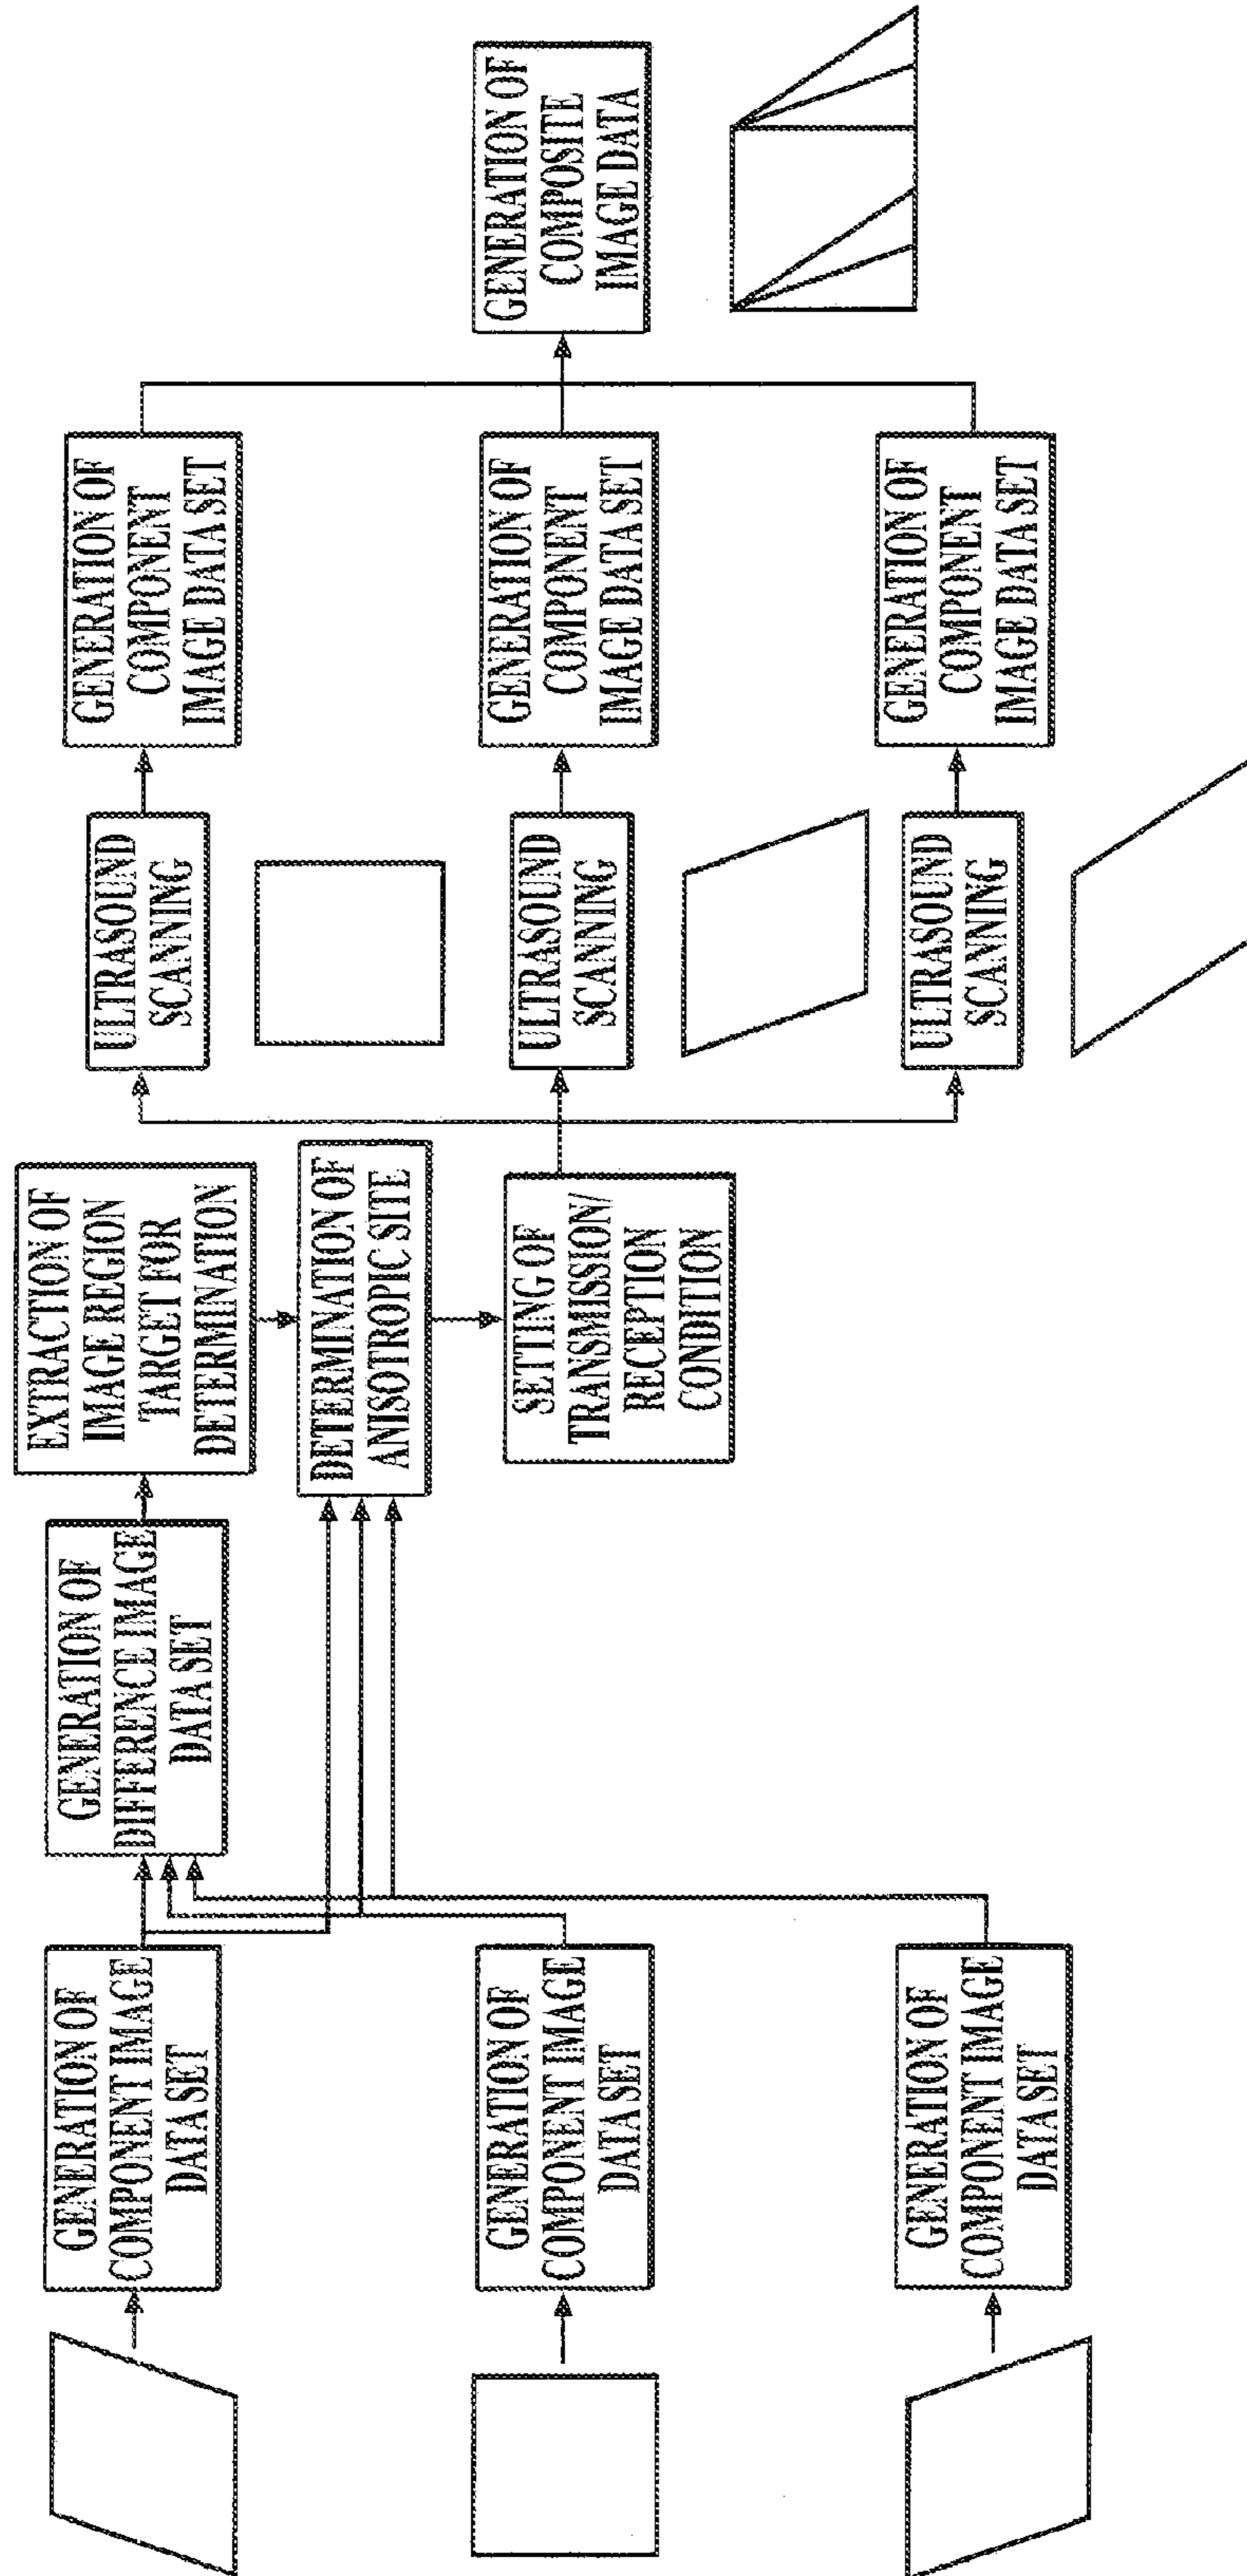 GENERATION OF
COMPONENT IMAGE
DATA SET
GENERATION OF
COMPONENT IMAGE
DATA SET
GENERATION OF
COMPONENT IMAGE
DATA SET
GENERATION OF
DIFFERENCE IMAGE
DATA SET
EXTRACTION OF
IMAGE REGION
TARGET FOR
DETERMINATION
DETERMINATION OF
ANISOTROPIC SITE
SETTING OF
TRANSMISSION/
RECEPTION
CONDITION
ULTRASOUND
SCANNING
ULTRASOUND
SCANNING
ULTRASOUND
SCANNING
GENERATION OF
COMPONENT
IMAGE DATA SET
GENERATION OF
COMPONENT
IMAGE DATA SET
GENERATION OF
COMPONENT
IMAGE DATA SET
GENERATION OF
COMPOSITE
IMAGE DATA